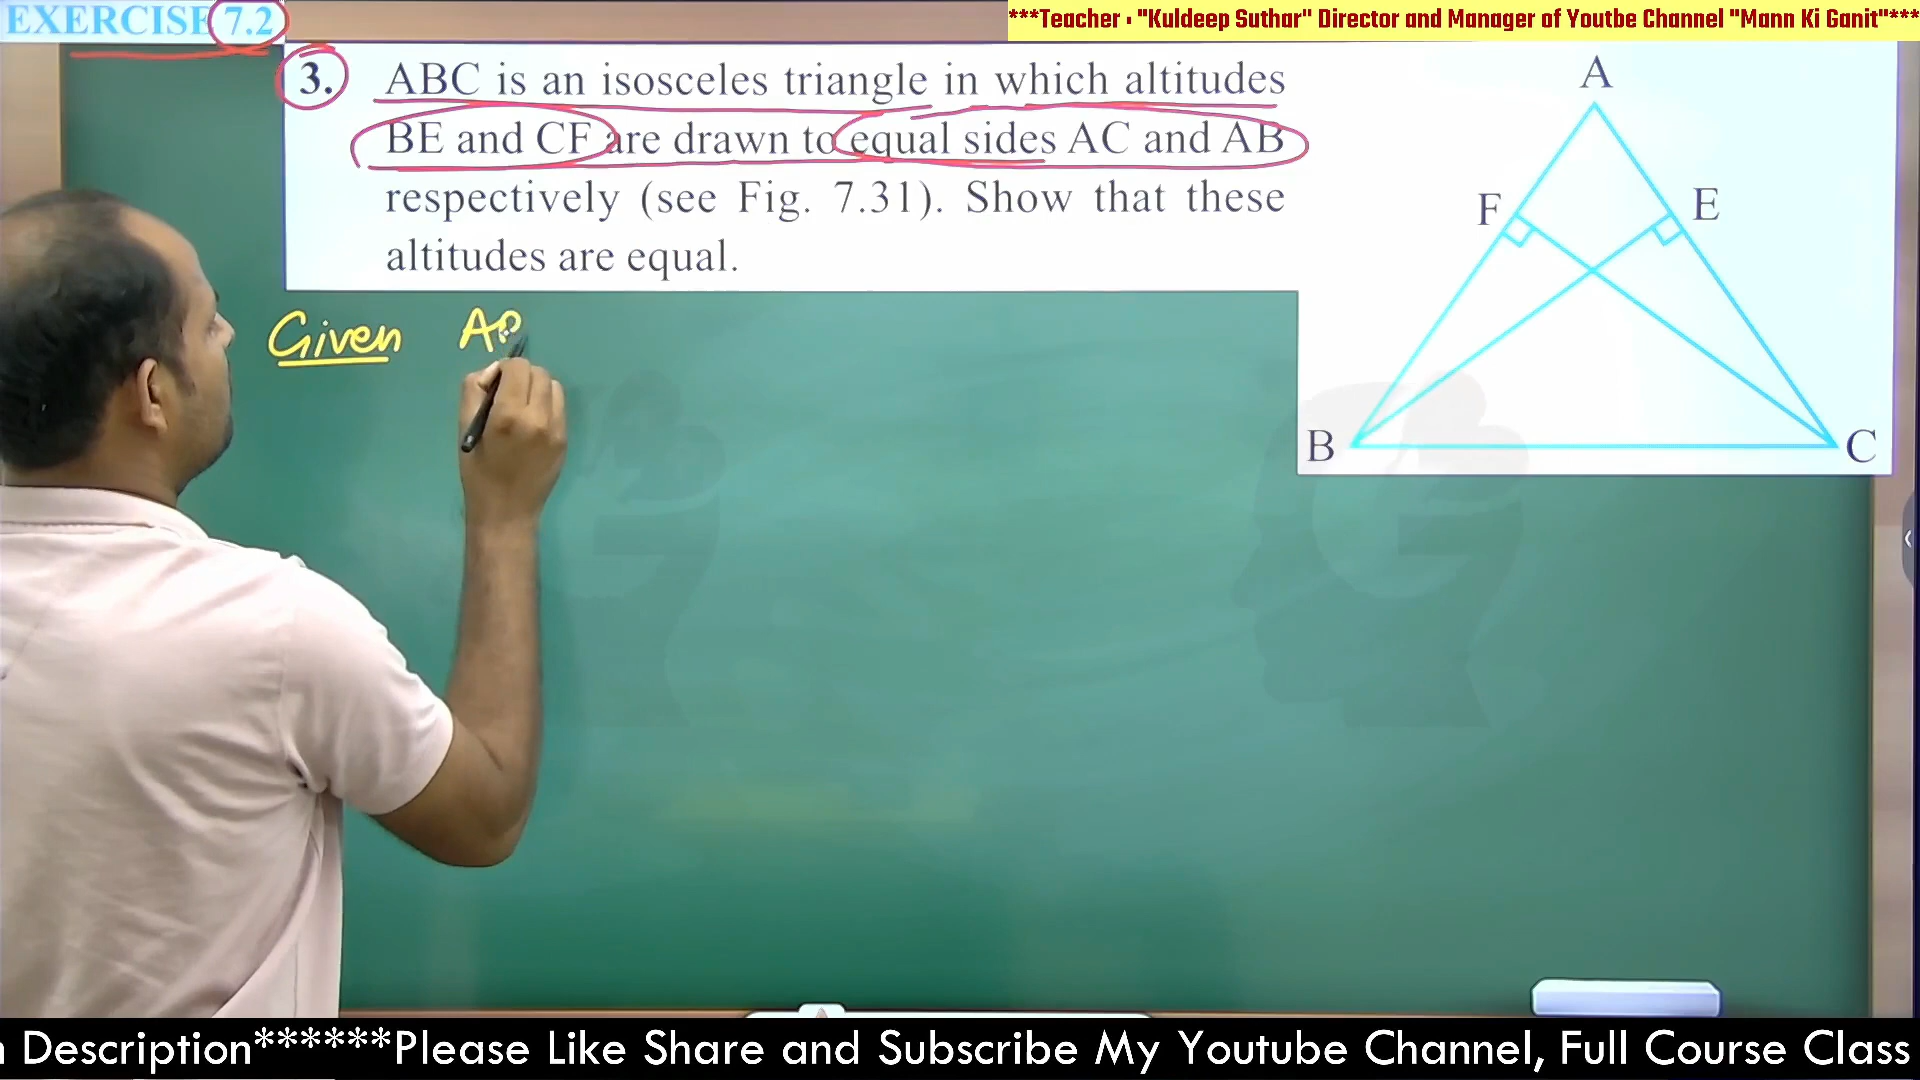 EXERCISE 7.2
***Teacher : "Kuldeep Suthar" Director and Manager of Youtbe Channel "Mann Ki Ganit"***
3. ABC is an isosceles triangle in which altitudes
BE and CF are drawn to equal sides AC and AB
respectively (see Fig. 7.31). Show that these
altitudes are equal.
A
F
E
B
C
Given AB
Description******Please Like Share and Subscribe My Youtube Channel, Full Course Class